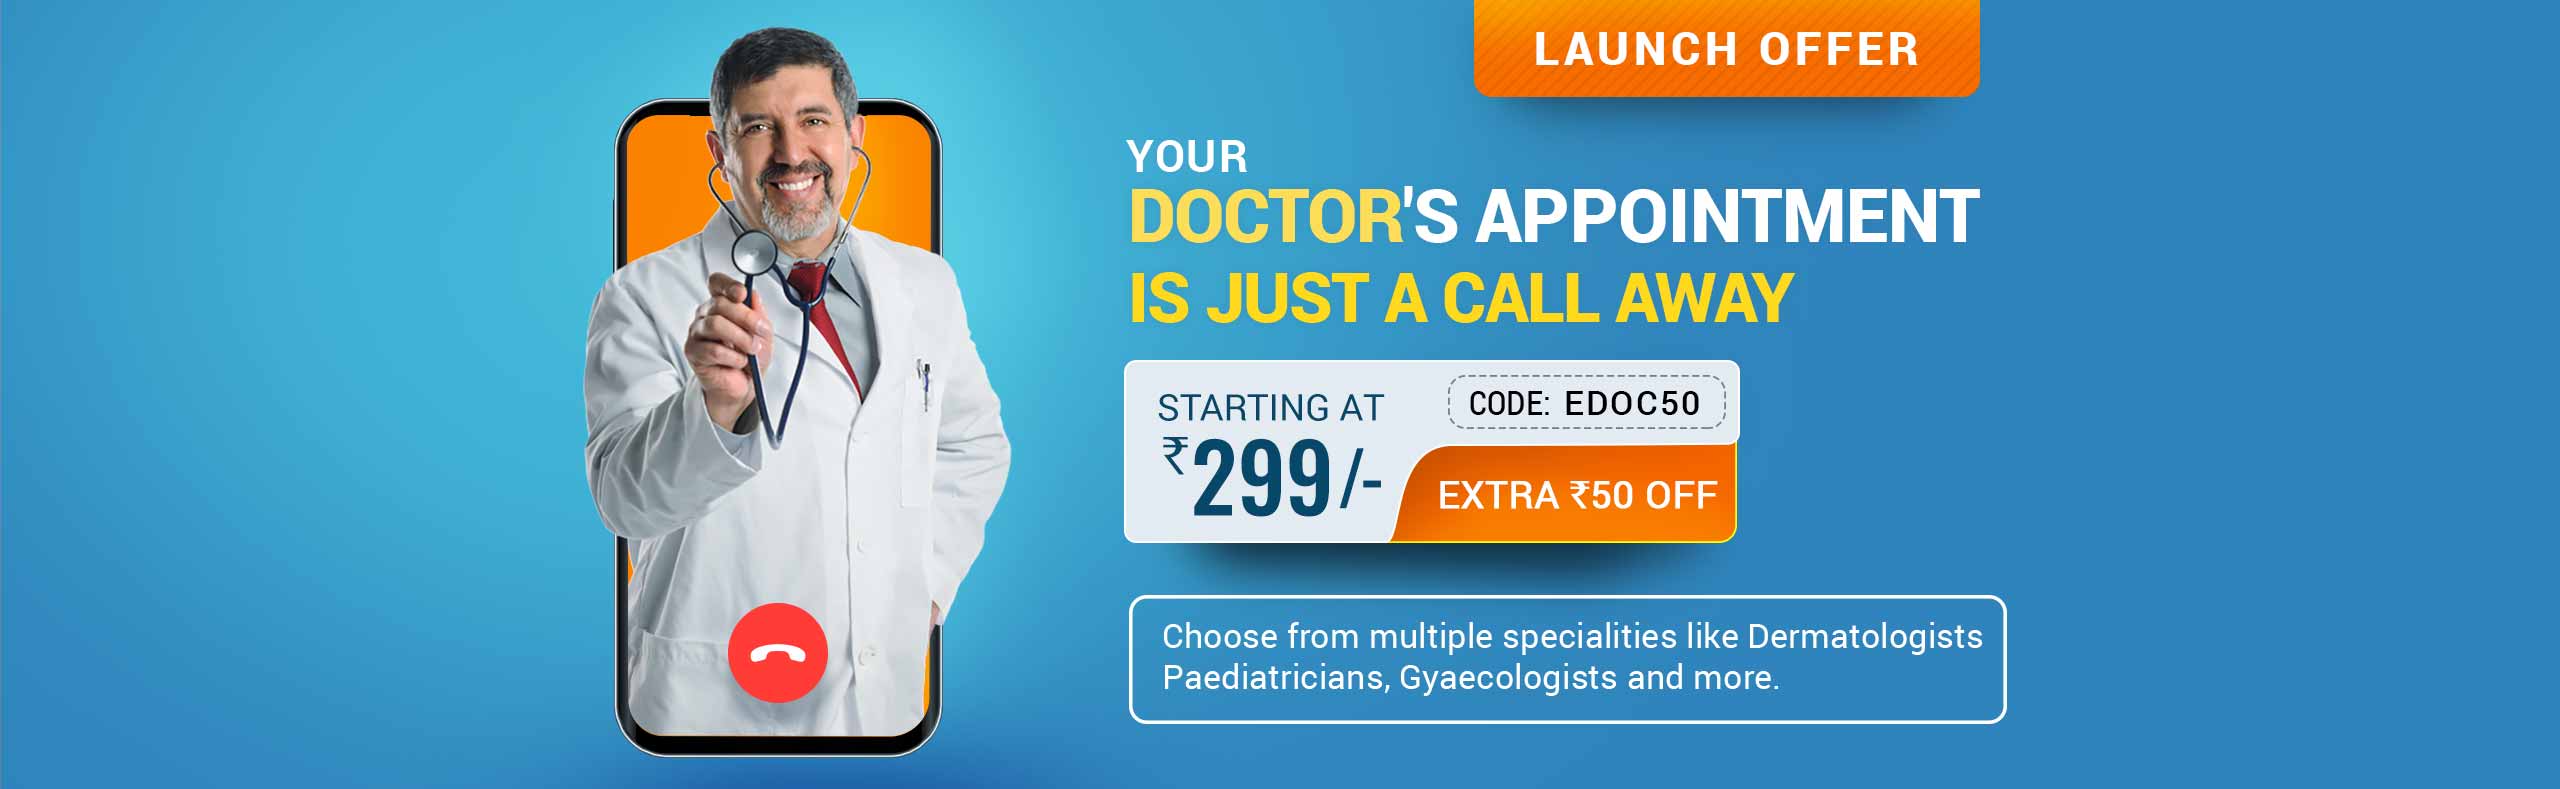 LAUNCH OFFER
YOUR
DOCTOR'S APPOINTMENT
IS JUST A CALL AWAY
STARTING AT
₹299/-
CODE: EDOC50
EXTRA ₹50 OFF
Choose from multiple specialities like Dermatologists
Paediatricians, Gyaecologists and more.